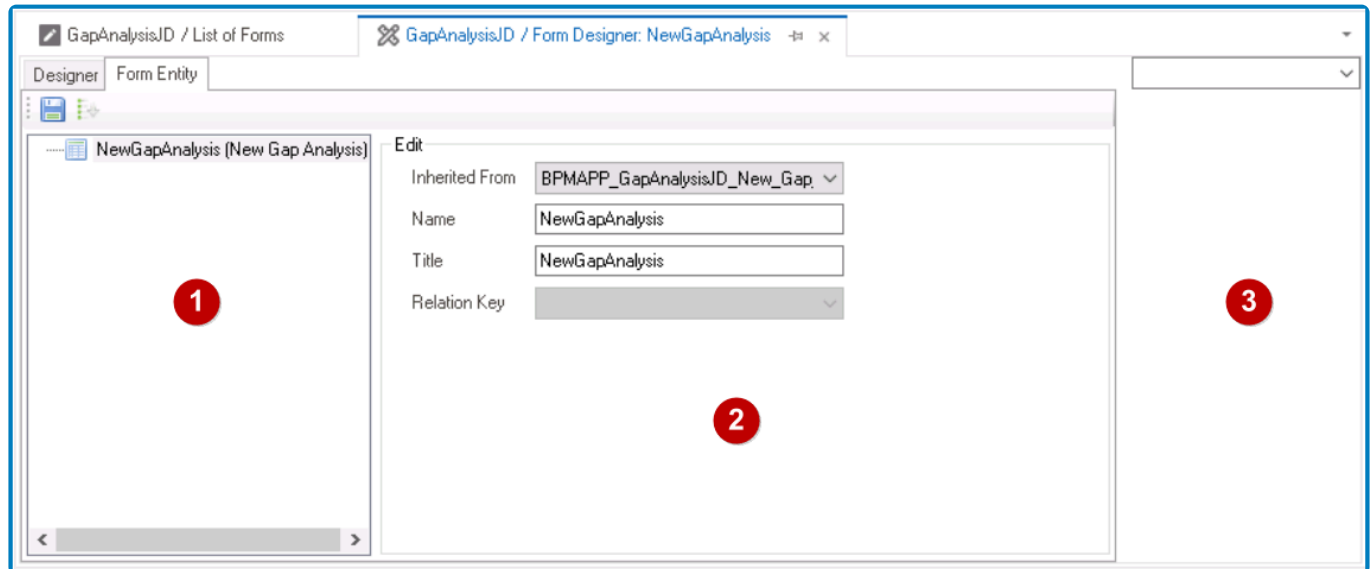 GapAnalysisJD / List of Forms
GapAnalysisJD / Form Designer: NewGapAnalysis
Designer
Form Entity
NewGapAnalysis (New Gap Analysis)
Edit
Inherited From BPMAPP_GapAnalysisJD_New_Gap_
Name NewGapAnalysis
Title NewGapAnalysis
Relation Key
1
2
3